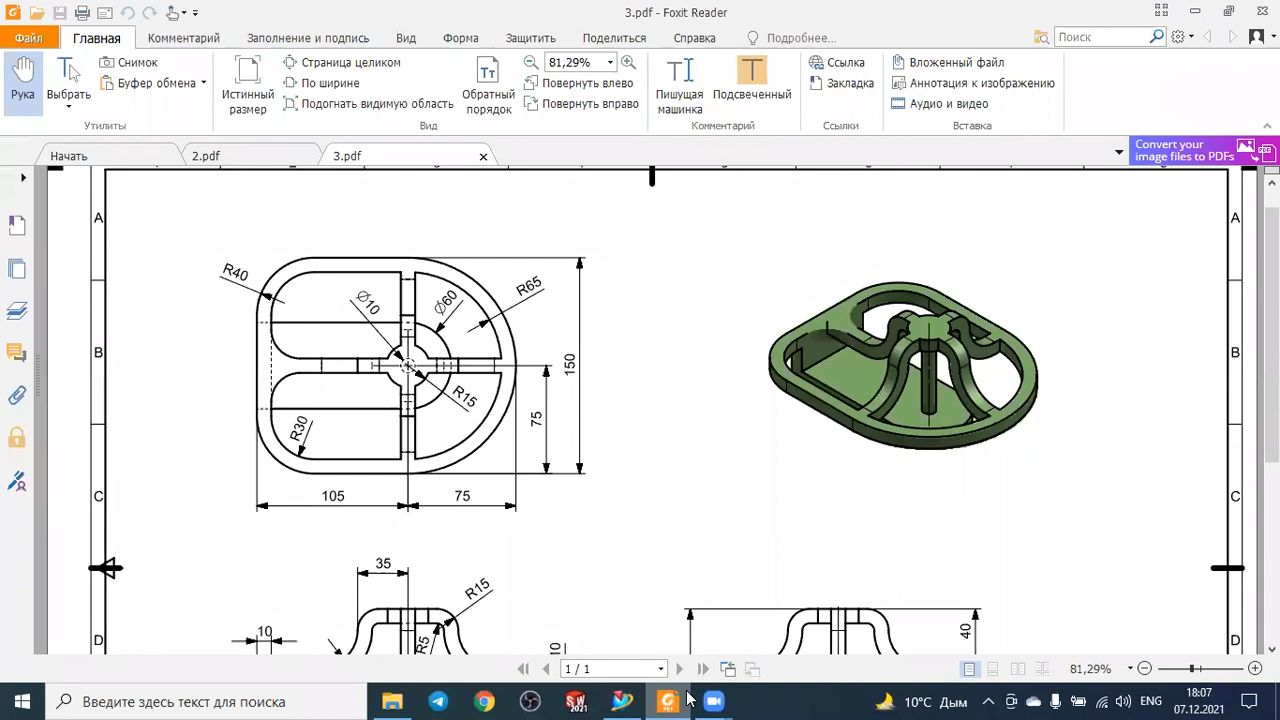 3.pdf - Foxit Reader
Файл
Главная
Комментарий
Заполнение и подпись
Вид
Форма
Защитить
Поделиться
Справка
Подробнее...
Поиск
Рука
Выбрать
Снимок
Буфер обмена
Утилиты
Истинный размер
Страница целиком
По ширине
Подогнать видимую область
Обратный порядок
81,29%
Повернуть влево
Повернуть вправо
Вид
Пишущая машинка
Подсвеченный
Комментарий
Ссылка
Закладка
Ссылки
Вложенный файл
Аннотация к изображению
Аудио и видео
Вставка
Начать
2.pdf
3.pdf
Convert your
image files to PDFs
A
A
B
B
C
C
D
D
R40
Ø10
Ø60
R65
150
R15
75
R30
105
75
35
R15
10
R5
10
40
1 / 1
81,29%
Введите здесь текст для поиска
SW
2021
PDF
10°C Дым
ENG
18:07
07.12.2021